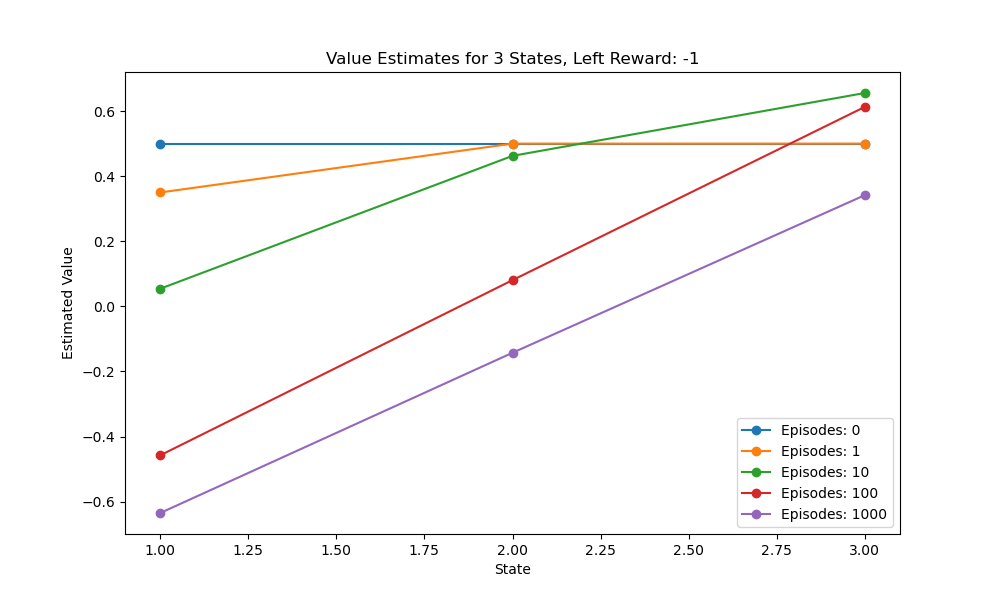 Value Estimates for 3 States, Left Reward: -1
Estimated Value
0.6
0.4
0.2
0.0
−0.2
−0.4
−0.6
Episodes: 0
Episodes: 1
Episodes: 10
Episodes: 100
Episodes: 1000
1.00 1.25 1.50 1.75 2.00 2.25 2.50 2.75 3.00
State